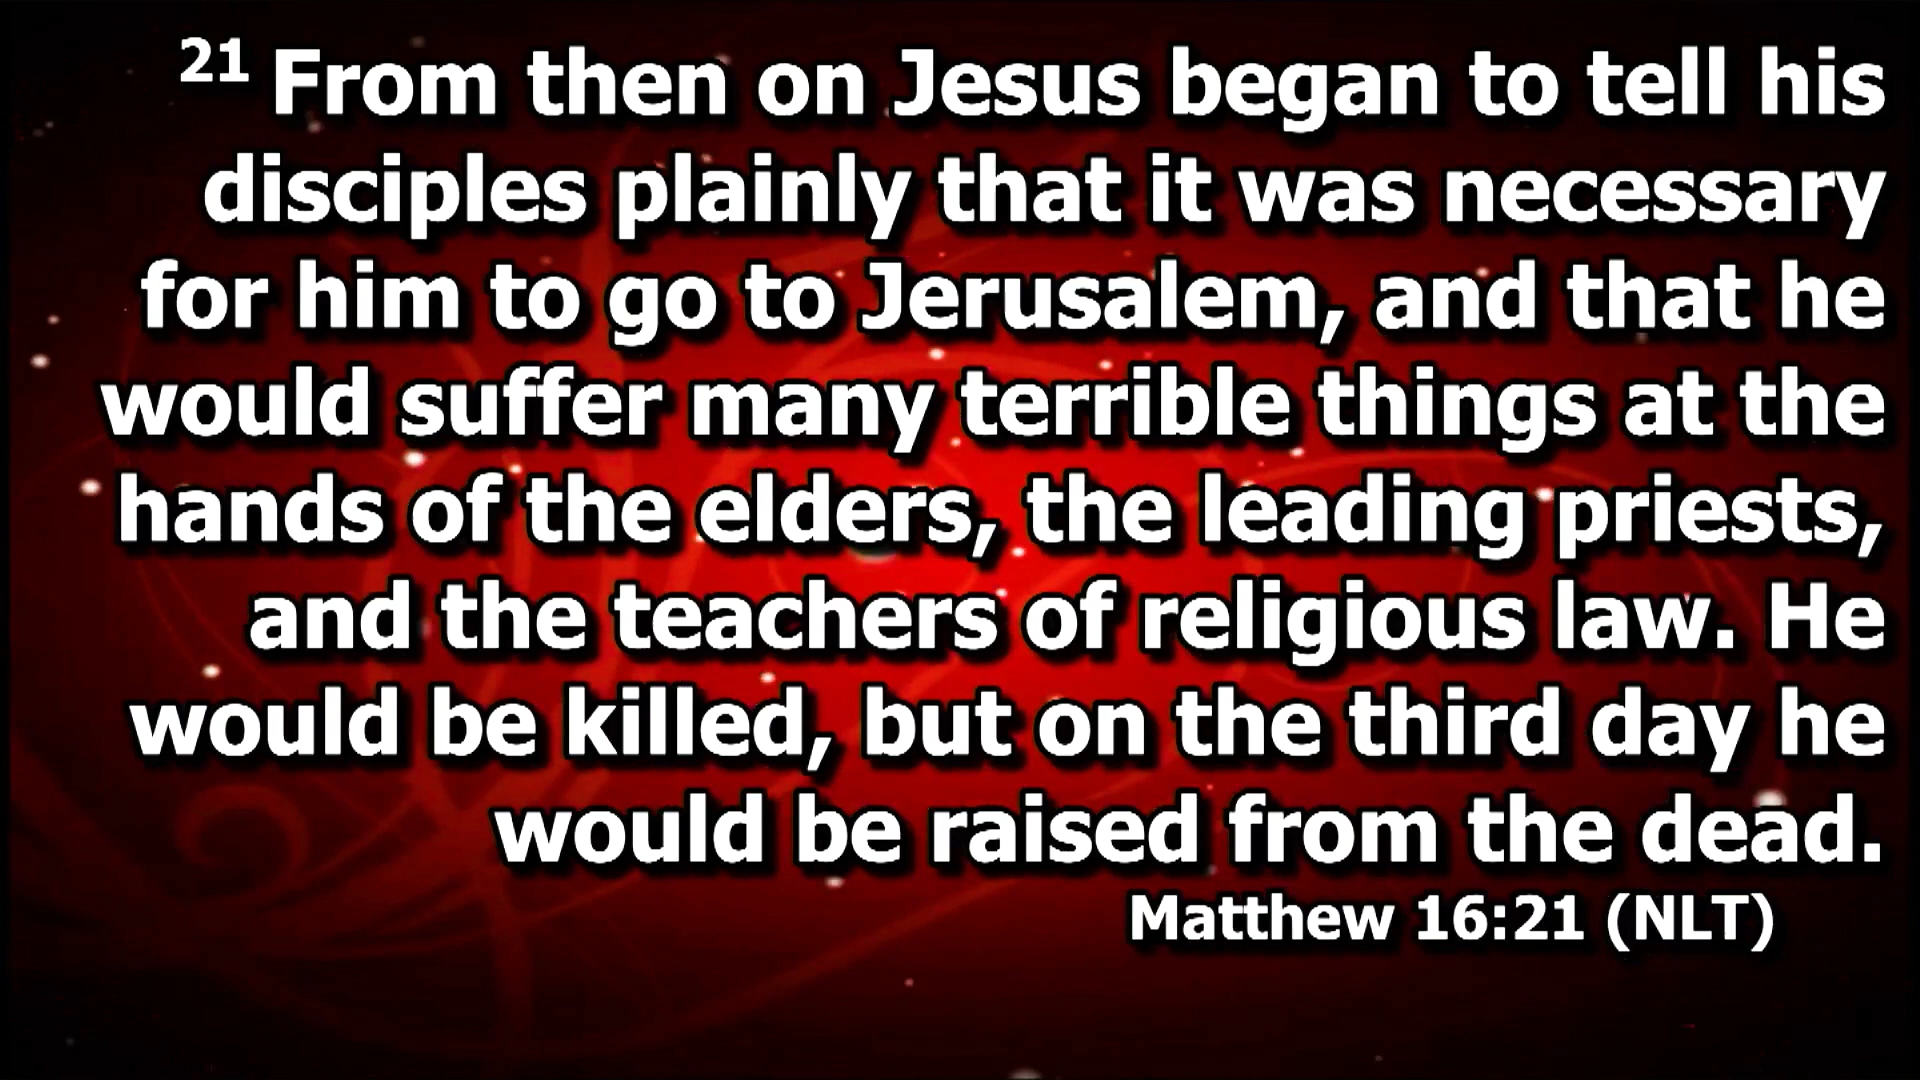 21 From then on Jesus began to tell his
disciples plainly that it was necessary
for him to go to Jerusalem, and that he
would suffer many terrible things at the
hands of the elders, the leading priests,
and the teachers of religious law. He
would be killed, but on the third day he
would be raised from the dead.
Matthew 16:21 (NLT)